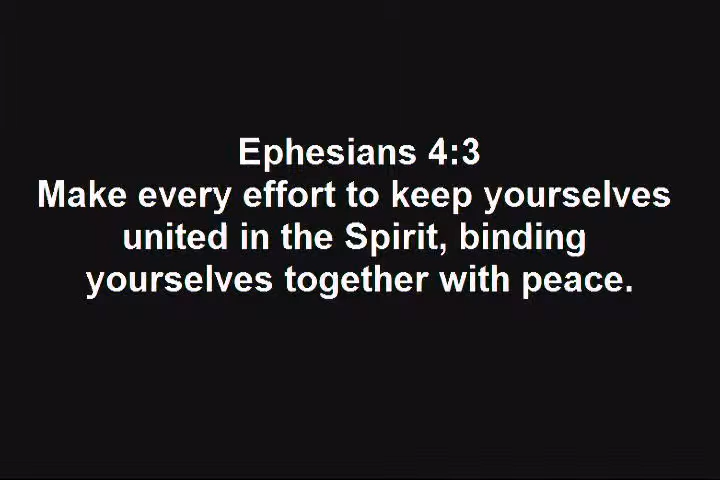 Ephesians 4:3
Make every effort to keep yourselves
united in the Spirit, binding
yourselves together with peace.